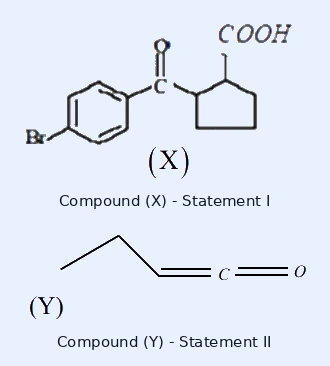 COOH
O
C
Br
(X)
Compound (X) - Statement I
C O
(Y)
Compound (Y) - Statement II